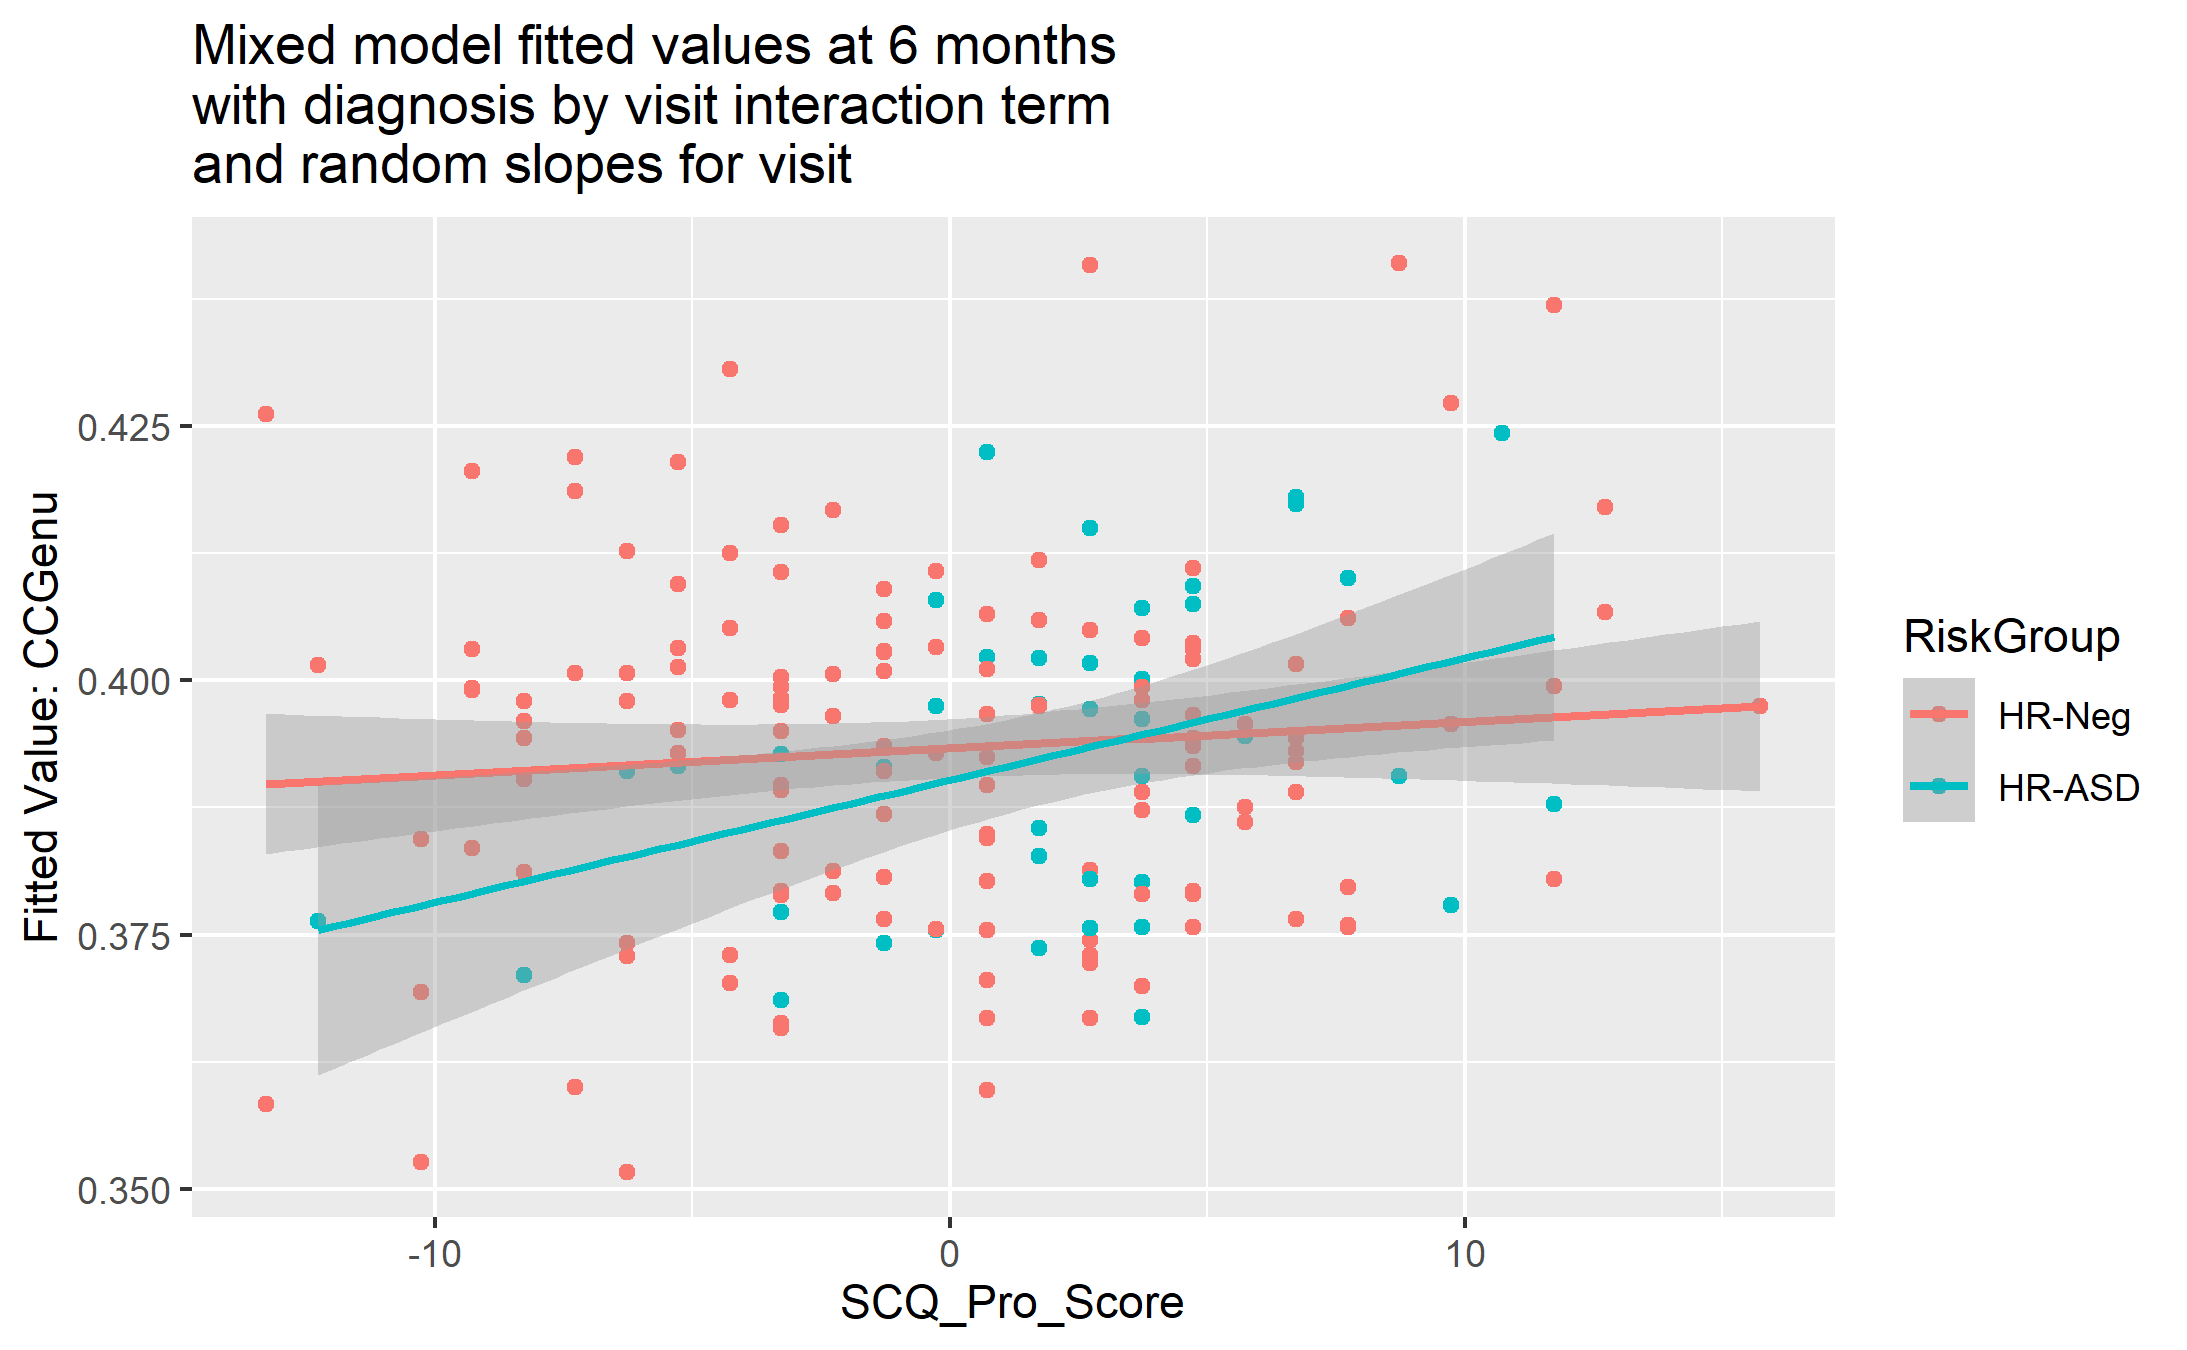 Mixed model fitted values at 6 months
with diagnosis by visit interaction term
and random slopes for visit
Fitted Value: CCGenu
0.425
0.400
0.375
0.350
-10
0
10
SCQ_Pro_Score
RiskGroup
HR-Neg
HR-ASD